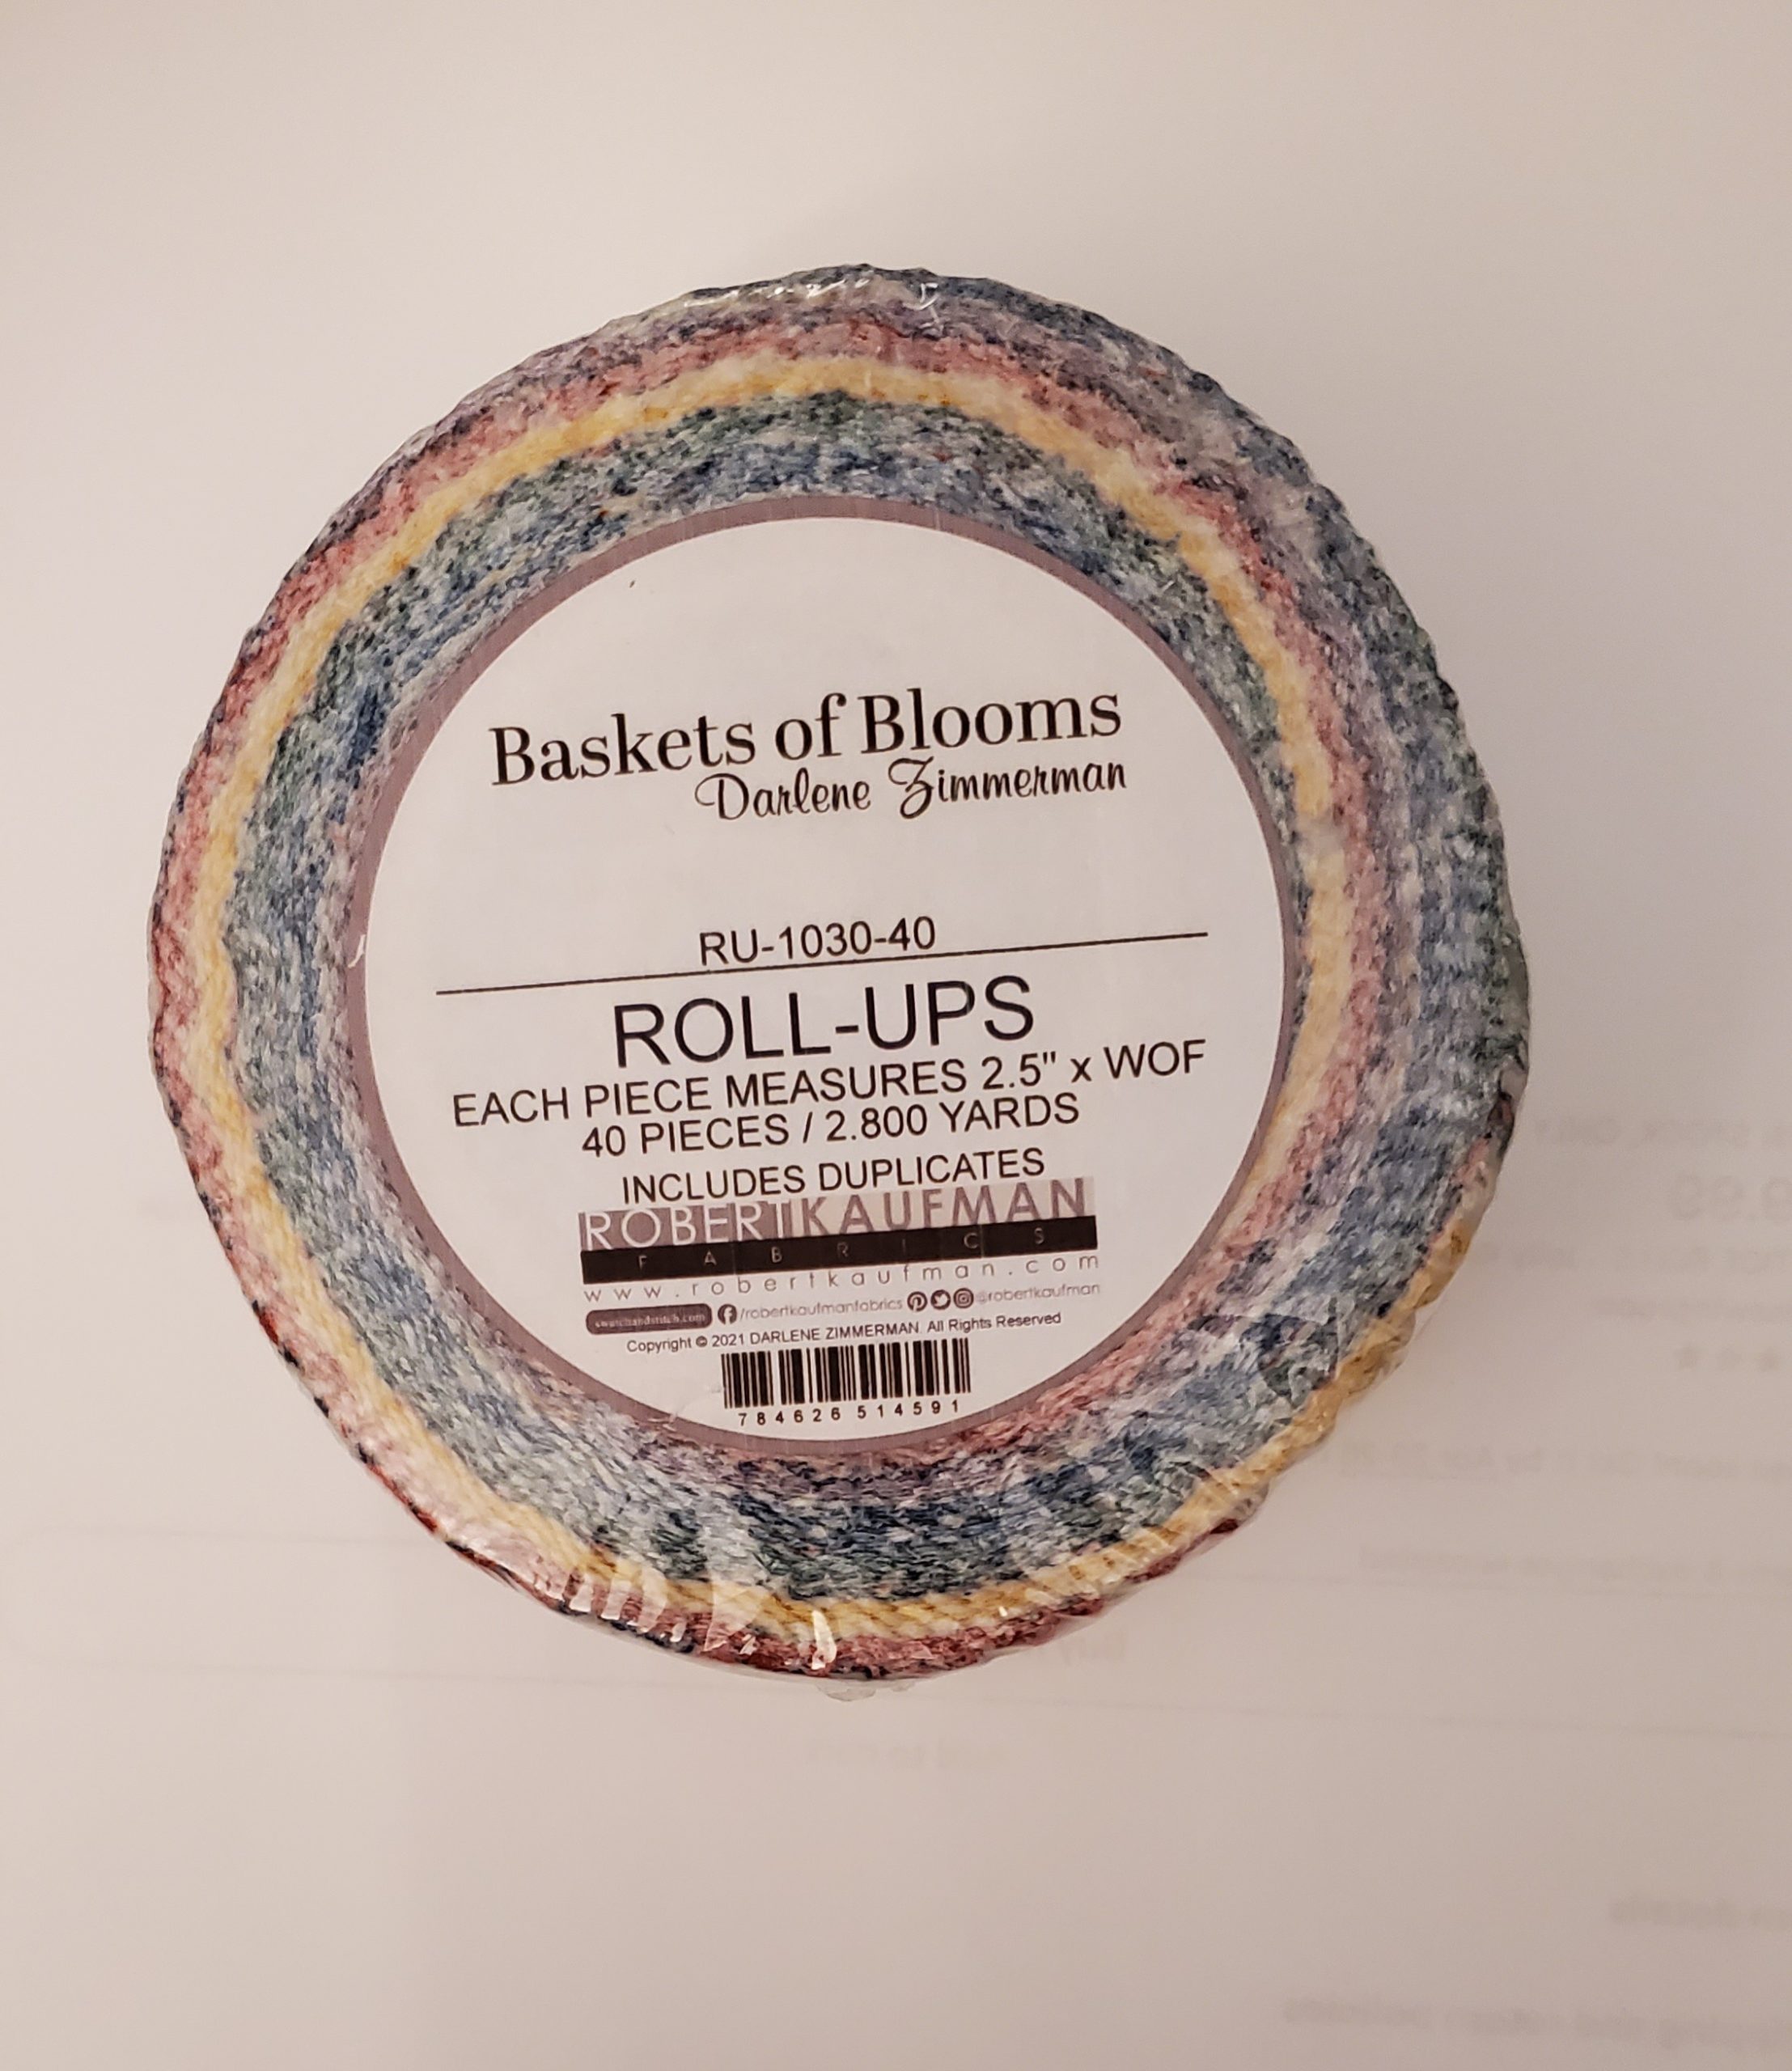 Baskets of Blooms
Darlene Zimmerman
RU-1030-40
ROLL-UPS
EACH PIECE MEASURES 2.5" x WOF
40 PIECES / 2.800 YARDS
INCLUDES DUPLICATES
ROBERTKAUFMAN
FABRICS
www.robertkaufman.com
swatchandstitch.com /robertkaufmanfabrics @robertkaufman
Copyright © 2021 DARLENE ZIMMERMAN. All Rights Reserved
784626 514591